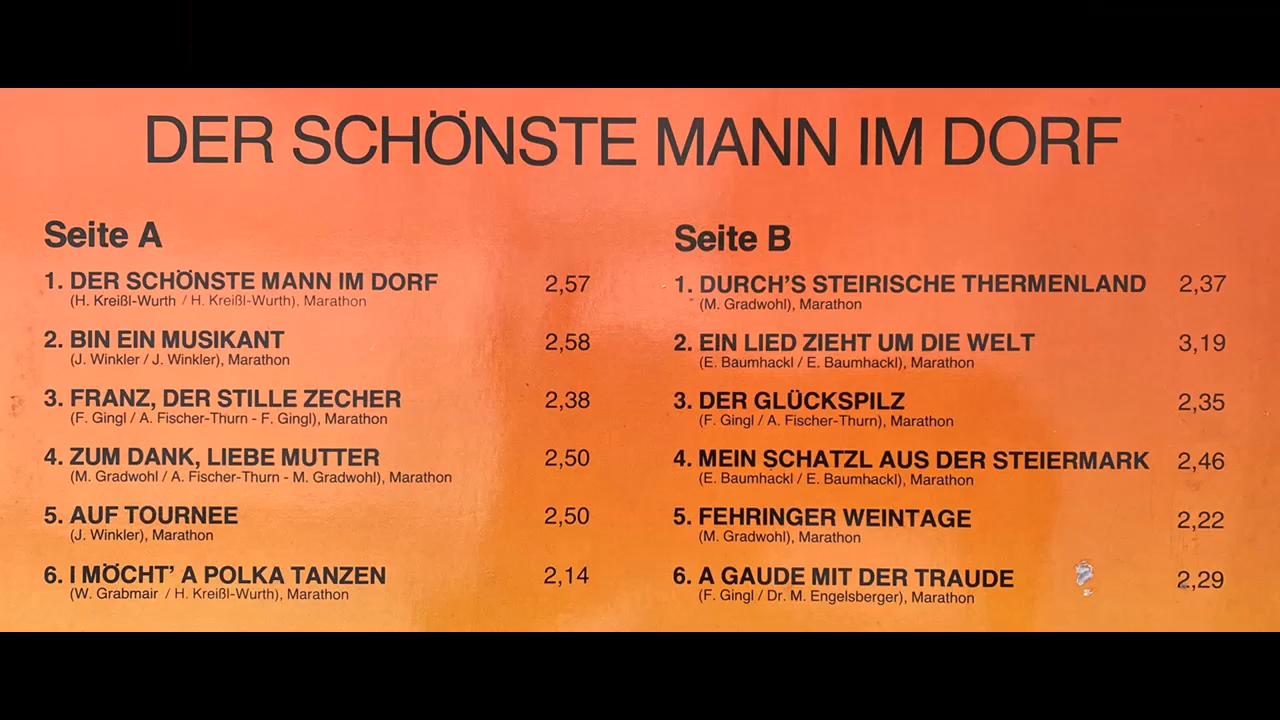 DER SCHÖNSTE MANN IM DORF
Seite A
1. DER SCHÖNSTE MANN IM DORF 2,57
(H. Kreißl-Wurth / H. Kreißl-Wurth), Marathon
2. BIN EIN MUSIKANT 2,58
(J. Winkler / J. Winkler), Marathon
3. FRANZ, DER STILLE ZECHER 2,38
(F. Gingl / A. Fischer-Thurn - F. Gingl), Marathon
4. ZUM DANK, LIEBE MUTTER 2,50
(M. Gradwohl / A. Fischer-Thurn - M. Gradwohl), Marathon
5. AUF TOURNEE 2,50
(J. Winkler), Marathon
6. I MÖCHT' A POLKA TANZEN 2,14
(W. Grabmair / H. Kreißl-Wurth), Marathon
Seite B
1. DURCH'S STEIRISCHE THERMENLAND 2,37
(M. Gradwohl), Marathon
2. EIN LIED ZIEHT UM DIE WELT 3,19
(E. Baumhackl / E. Baumhackl), Marathon
3. DER GLÜCKSPILZ 2,35
(F. Gingl / A. Fischer-Thurn), Marathon
4. MEIN SCHATZL AUS DER STEIERMARK 2,46
(E. Baumhackl / E. Baumhackl), Marathon
5. FEHRINGER WEINTAGE 2,22
(M. Gradwohl), Marathon
6. A GAUDE MIT DER TRAUDE 2,29
(F. Gingl / Dr. M. Engelsberger), Marathon